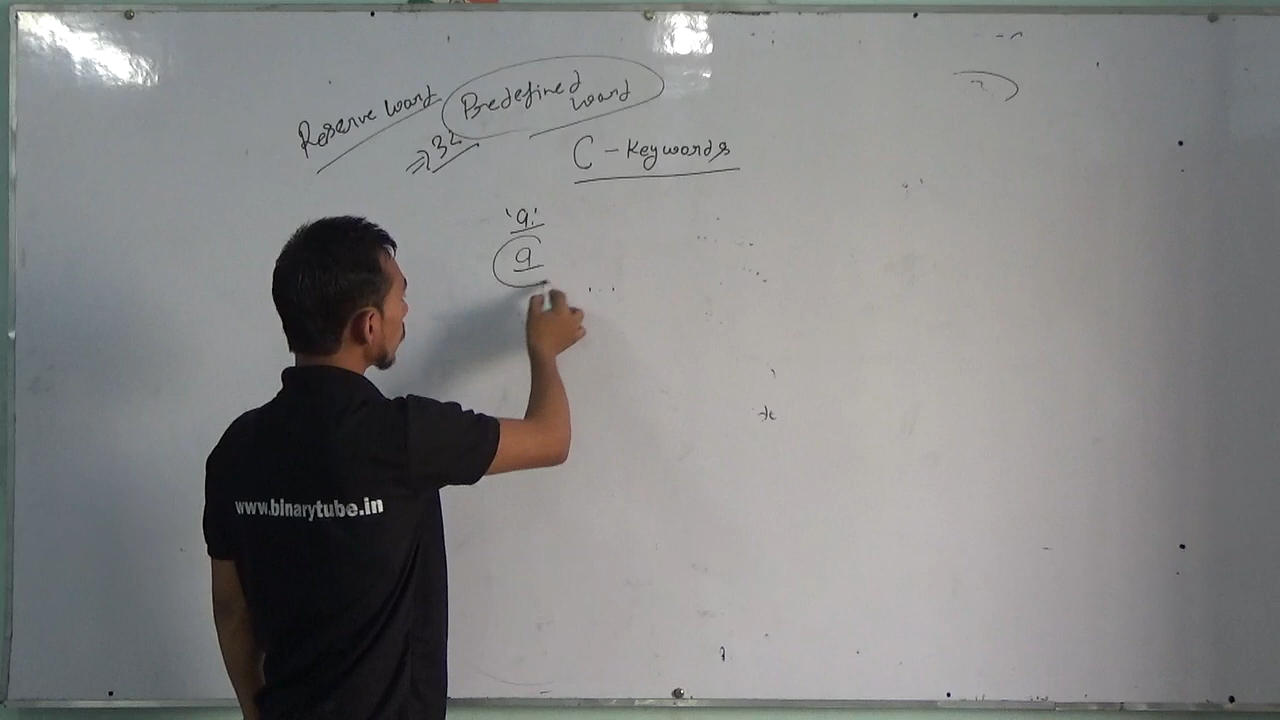 Reserve word
Predefined
word
⇒ 32
C - Keywords
'a'
a
www.binarytube.in